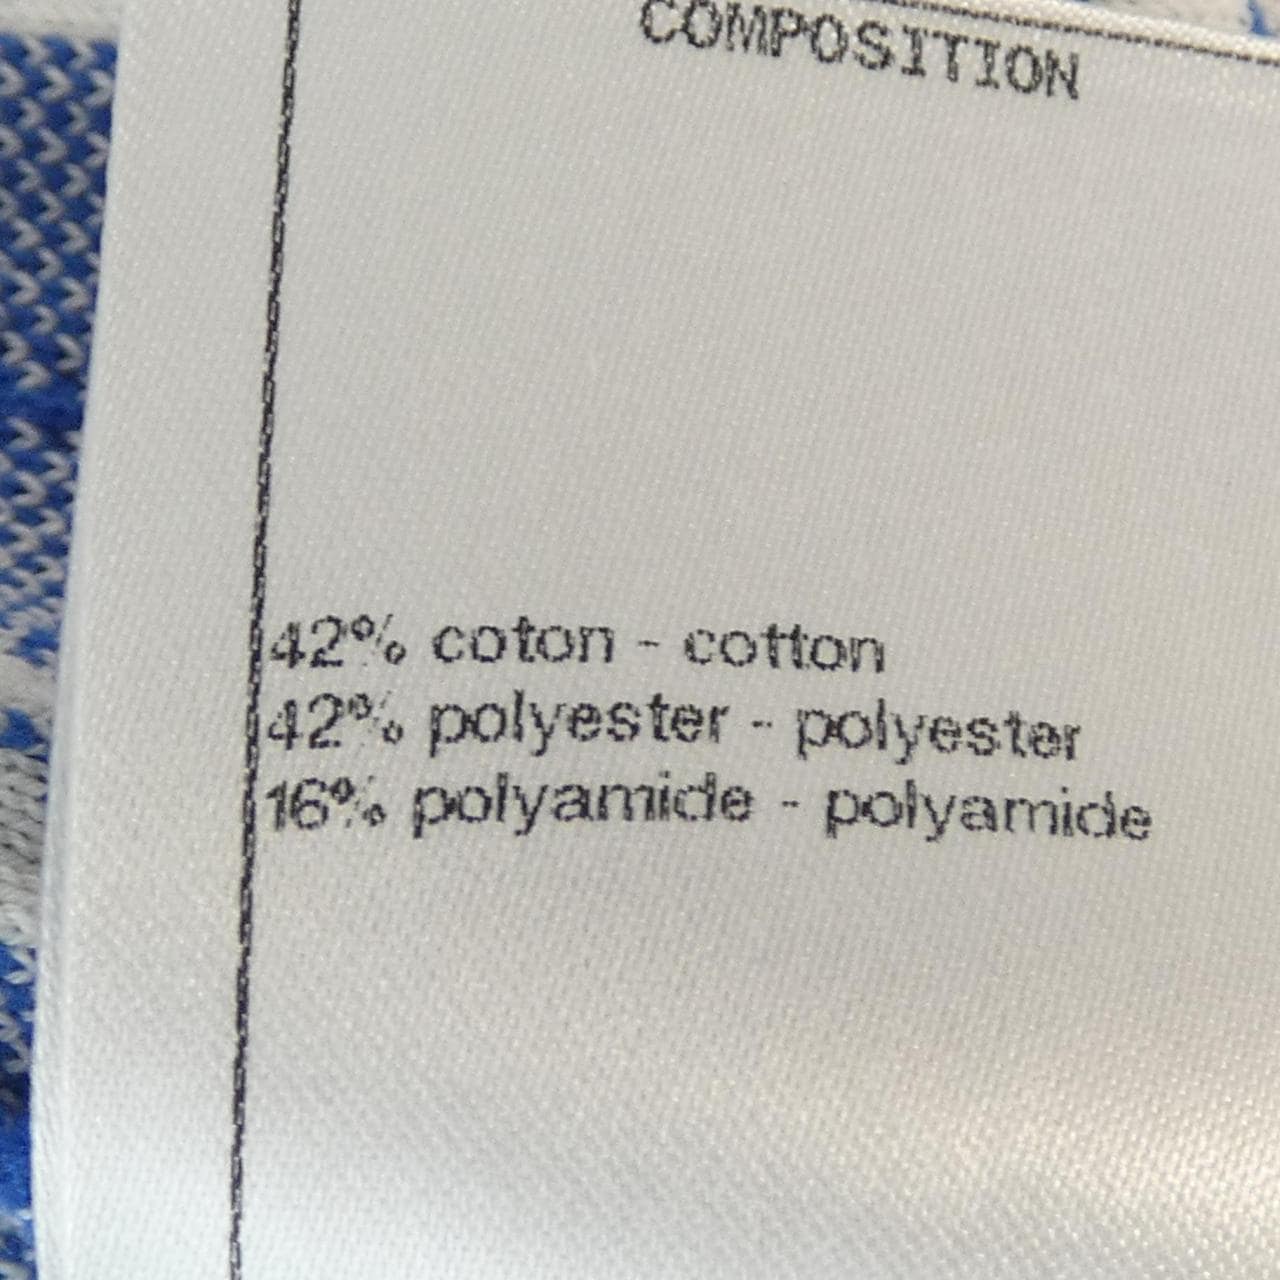 COMPOSITION
42% coton - cotton
42% polyester - polyester
16% polyamide - polyamide